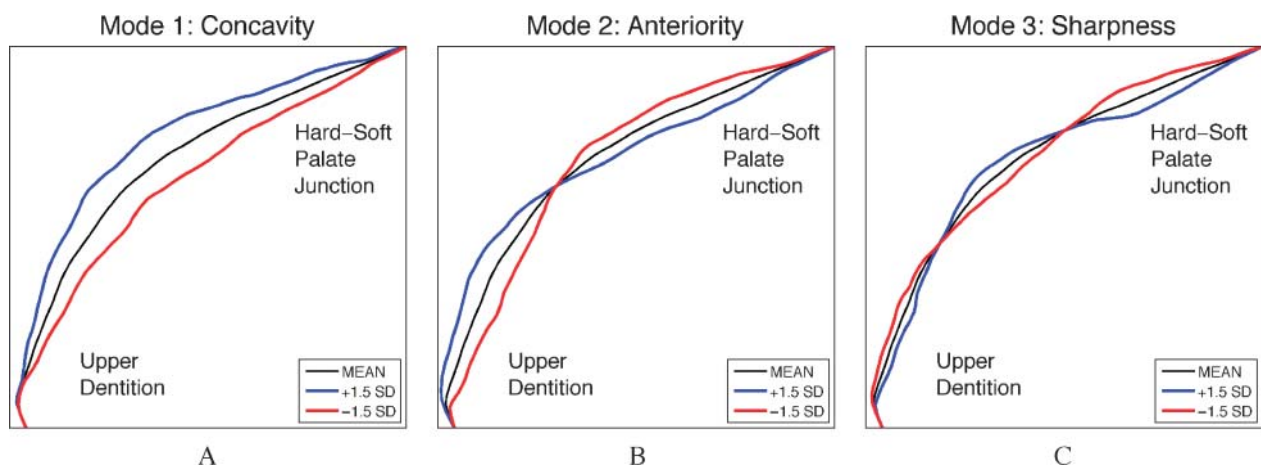 Mode 1: Concavity
Hard–Soft
Palate
Junction
Upper
Dentition
MEAN
+1.5 SD
−1.5 SD
A
Mode 2: Anteriority
Hard–Soft
Palate
Junction
Upper
Dentition
MEAN
+1.5 SD
−1.5 SD
B
Mode 3: Sharpness
Hard–Soft
Palate
Junction
Upper
Dentition
MEAN
+1.5 SD
−1.5 SD
C